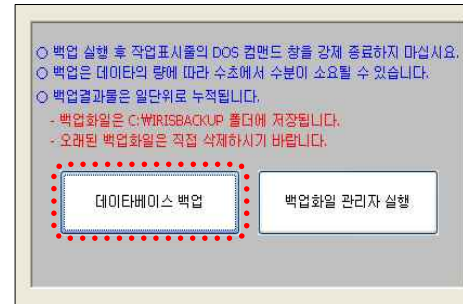 ○ 백업 실행 후 작업표시줄의 DOS 컴맨드 창을 강제 종료하지 마십시요.
○ 백업은 데이타의 량에 따라 수초에서 수분이 소요될 수 있습니다.
○ 백업결과물은 일단위로 누적됩니다.
- 백업화일은 C:₩IRISBACKUP 폴더에 저장됩니다.
- 오래된 백업화일은 직접 삭제하시기 바랍니다.
데이타베이스 백업
백업화일 관리자 실행